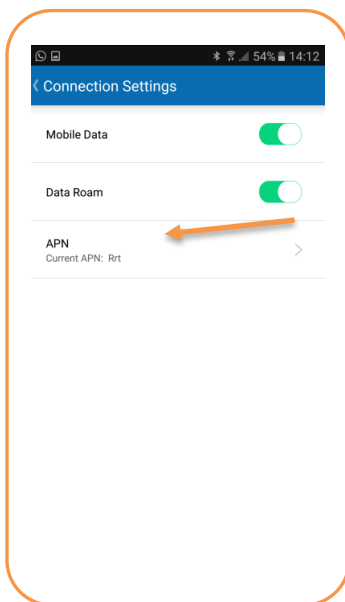 54% 14:12
Connection Settings
Mobile Data
Data Roam
APN
Current APN: Rrt